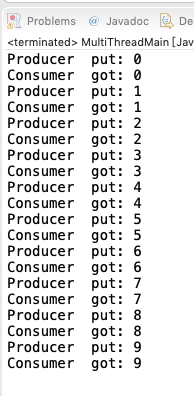 Problems @ Javadoc De
<terminated> MultiThreadMain [Jav
Producer  put: 0
Consumer  got: 0
Producer  put: 1
Consumer  got: 1
Producer  put: 2
Consumer  got: 2
Producer  put: 3
Consumer  got: 3
Producer  put: 4
Consumer  got: 4
Producer  put: 5
Consumer  got: 5
Producer  put: 6
Consumer  got: 6
Producer  put: 7
Consumer  got: 7
Producer  put: 8
Consumer  got: 8
Producer  put: 9
Consumer  got: 9